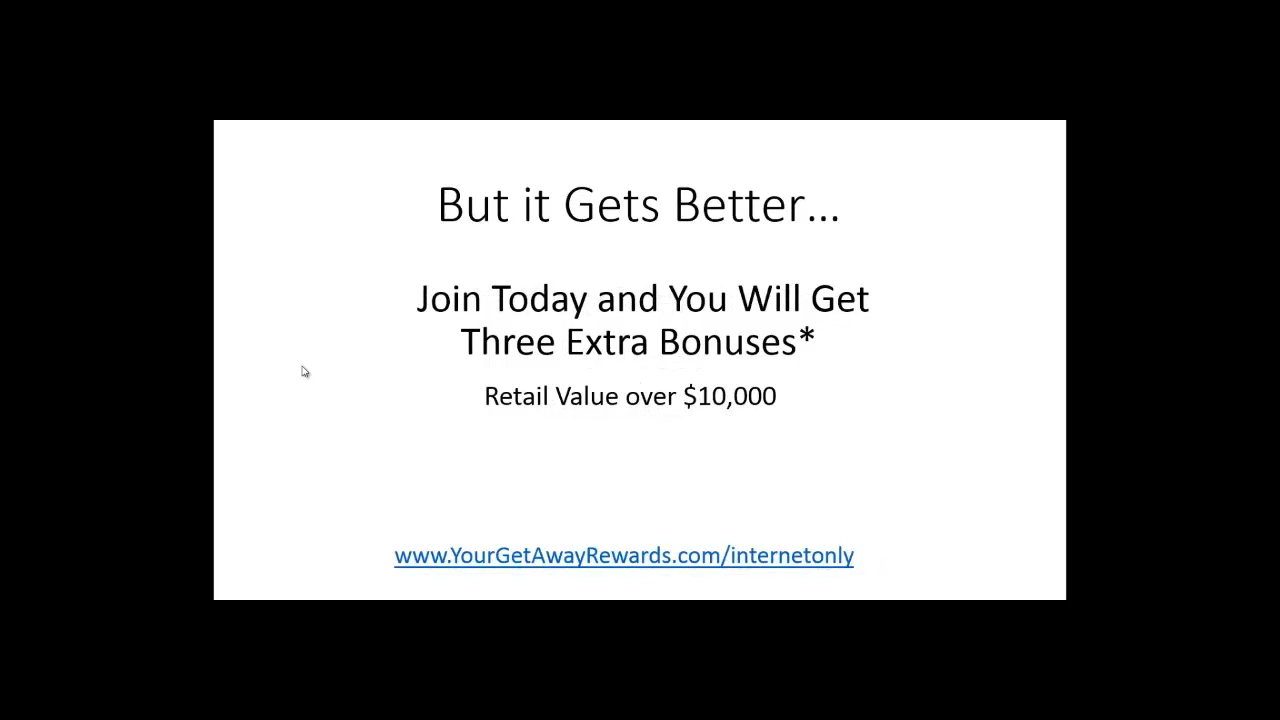 But it Gets Better...
Join Today and You Will Get
Three Extra Bonuses*
Retail Value over $10,000
www.YourGetAwayRewards.com/internetonly